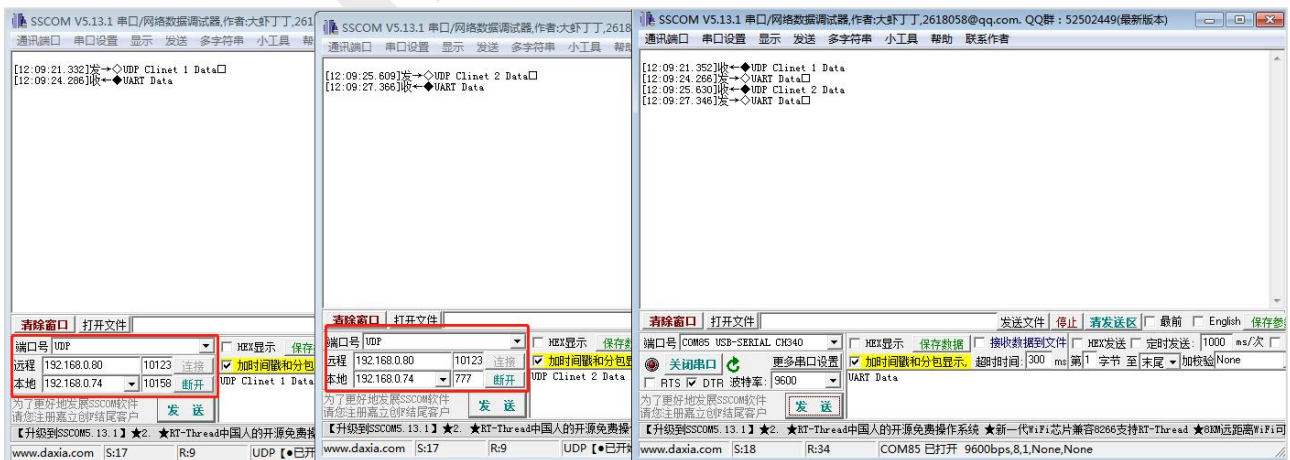 SSCOM V5.13.1 串口/网络数据调试器,作者:大虾丁丁,261
通讯端口 串口设置 显示 发送 多字符串 小工具 帮
[12:09:21.332]发→◇UDP Clinet 1 Data□
[12:09:24.286]收←◆UART Data
清除窗口 打开文件
端口号 UDP HEX显示 保存
远程 192.168.0.80 10123 连接 加时间戳和分包
本地 192.168.0.74 10158 断开 UDP Clinet 1 Data
为了更好地发展SSCOM软件
请您注册嘉立创F结尾客户
发 送
【升级到SSCOM5.13.1】★2. ★RT-Thread中国人的开源免费操
www.daxia.com S:17 R:9 UDP【●已开
SSCOM V5.13.1 串口/网络数据调试器,作者:大虾丁丁,2618
通讯端口 串口设置 显示 发送 多字符串 小工具 帮
[12:09:25.609]发→◇UDP Clinet 2 Data□
[12:09:27.366]收←◆UART Data
清除窗口 打开文件
端口号 UDP HEX显示 保存
远程 192.168.0.80 10123 连接 加时间戳和分包
本地 192.168.0.74 777 断开 UDP Clinet 2 Data
为了更好地发展SSCOM软件
请您注册嘉立创F结尾客户
发 送
【升级到SSCOM5.13.1】★2. ★RT-Thread中国人的开源免费操
www.daxia.com S:17 R:9 UDP【●已开
SSCOM V5.13.1 串口/网络数据调试器,作者:大虾丁丁,2618058@qq.com. QQ群：52502449(最新版本)
通讯端口 串口设置 显示 发送 多字符串 小工具 帮助 联系作者
[12:09:21.352]收←◆UDP Clinet 1 Data
[12:09:24.266]发→◇UART Data□
[12:09:25.630]收←◆UDP Clinet 2 Data
[12:09:27.346]发→◇UART Data□
清除窗口 打开文件 发送文件 停止 清发送区 最前 English 保存参
端口号 COM85 USB-SERIAL CH340 HEX显示 保存数据 接收数据到文件 HEX发送 定时发送: 1000 ms/次
关闭串口 更多串口设置 加时间戳和分包显示, 超时时间: 300 ms 第1 字节 至 末尾 加校验None
RTS DTR 波特率: 9600 UART Data
为了更好地发展SSCOM软件
请您注册嘉立创F结尾客户
发 送
【升级到SSCOM5.13.1】★2. ★RT-Thread中国人的开源免费操作系统 ★新一代WiFi芯片兼容8266支持RT-Thread ★8KM远距离WiFi可
www.daxia.com S:18 R:34 COM85 已打开 9600bps,8,1,None,None